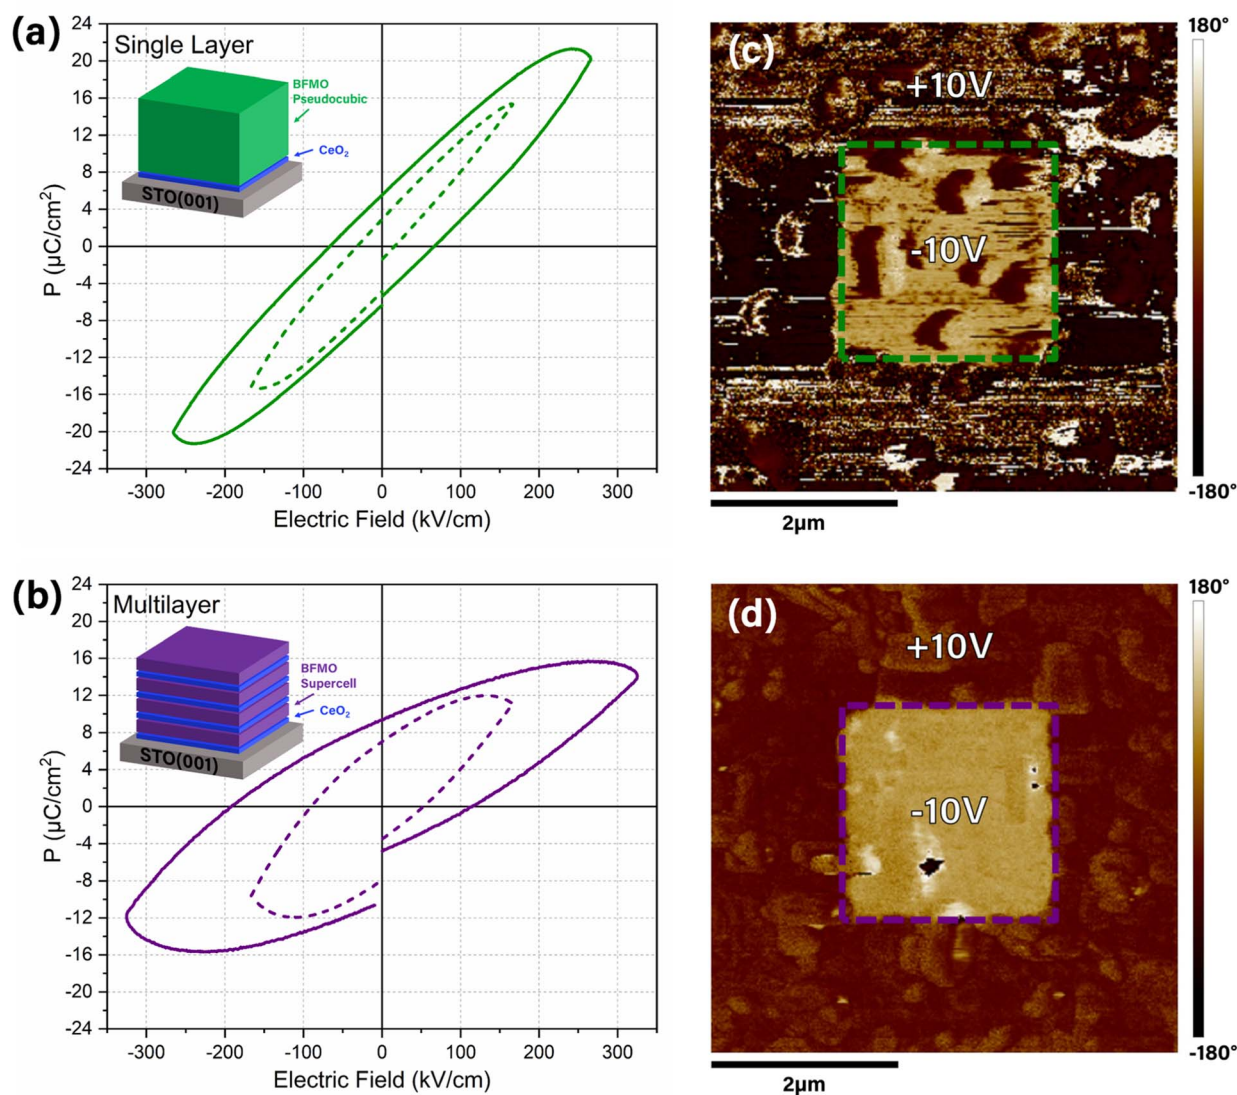 (a)
Single Layer
BFMO
Pseudocubic
CeO₂
STO(001)
24
20
16
12
8
4
0
-4
-8
-12
-16
-20
-24
P (µC/cm²)
-300 -200 -100 0 100 200 300
Electric Field (kV/cm)
(c)
+10V
-10V
180°
-180°
2µm
(b)
Multilayer
BFMO
Supercell
CeO₂
STO(001)
24
20
16
12
8
4
0
-4
-8
-12
-16
-20
-24
P (µC/cm²)
-300 -200 -100 0 100 200 300
Electric Field (kV/cm)
(d)
+10V
-10V
180°
-180°
2µm